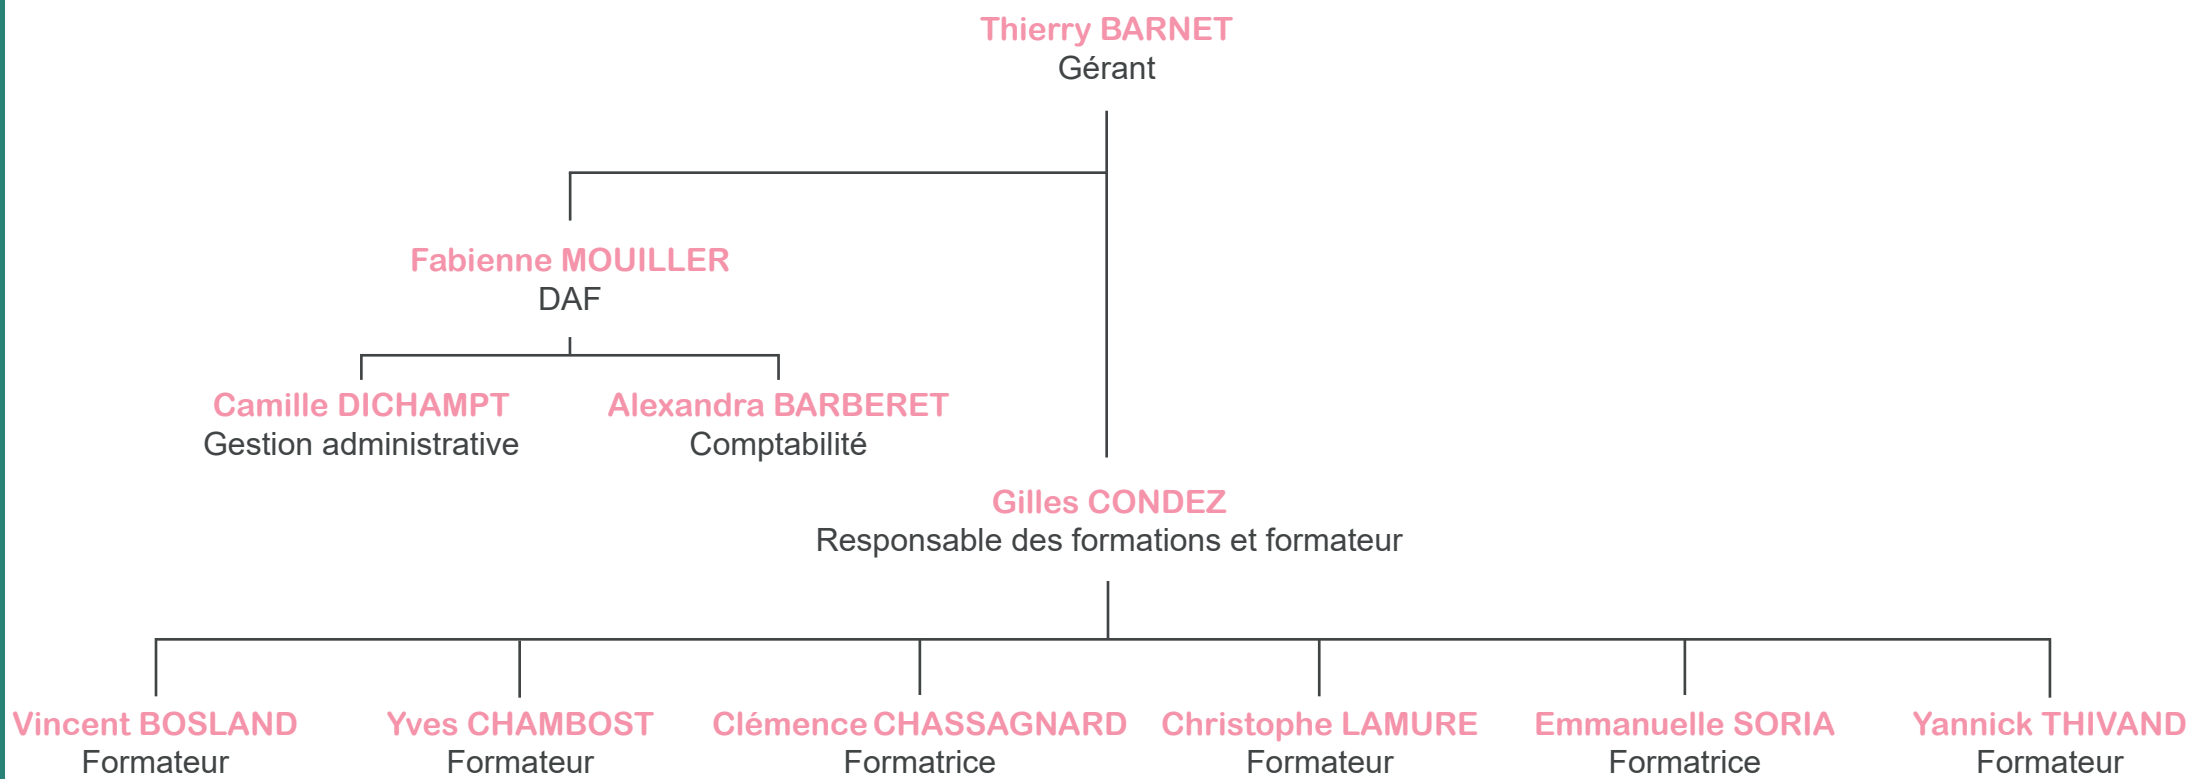 Thierry BARNET
Gérant
Fabienne MOUILLER
DAF
Camille DICHAMPT
Gestion administrative
Alexandra BARBERET
Comptabilité
Gilles CONDEZ
Responsable des formations et formateur
Vincent BOSLAND
Formateur
Yves CHAMBOST
Formateur
Clémence CHASSAGNARD
Formatrice
Christophe LAMURE
Formateur
Emmanuelle SORIA
Formatrice
Yannick THIVAND
Formateur